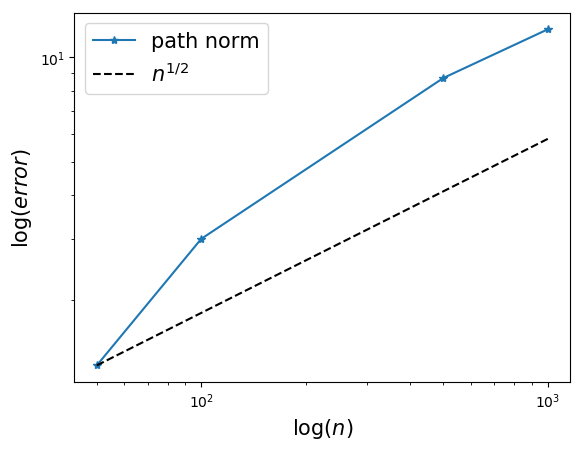 path norm
n^{1/2}
10^1
log(error)
10^2
10^3
log(n)